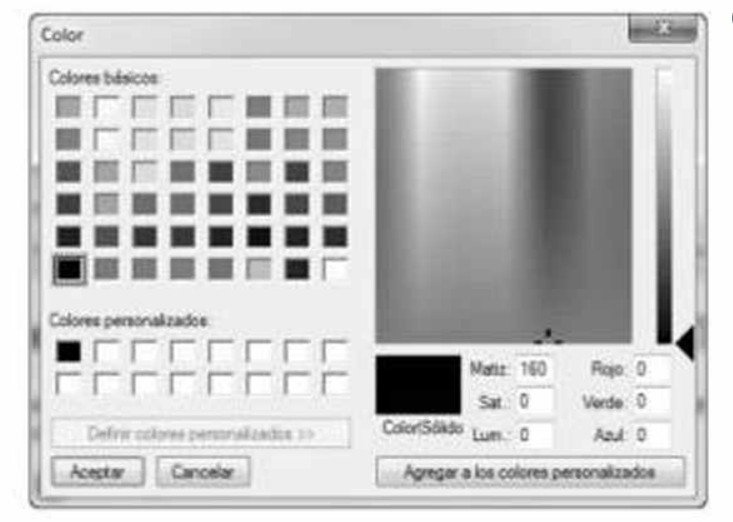 Color
Colores básicos:
Colores personalizados:
Definir colores personalizados >>
Aceptar Cancelar
Color|Sólido
Matiz: 160
Sat.: 0
Lum.: 0
Rojo: 0
Verde: 0
Azul: 0
Agregar a los colores personalizados